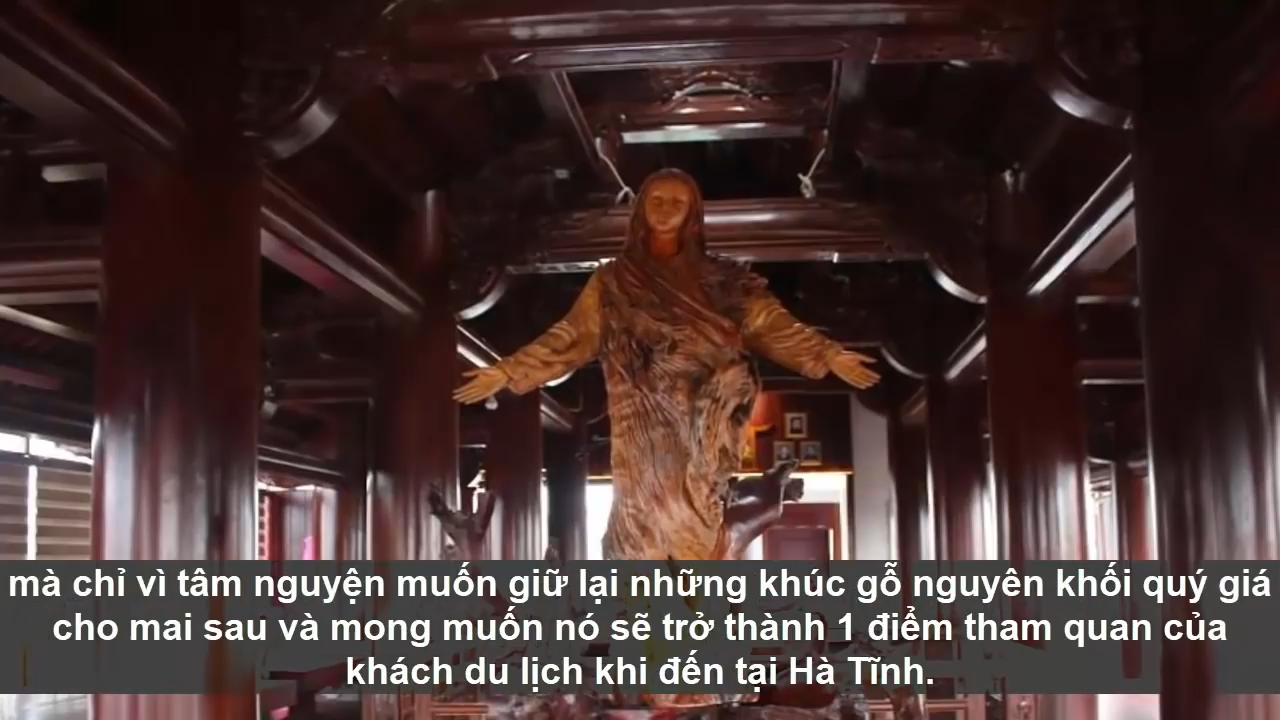 mà chỉ vì tâm nguyện muốn giữ lại những khúc gỗ nguyên khối quý giá
cho mai sau và mong muốn nó sẽ trở thành 1 điểm tham quan của
khách du lịch khi đến tại Hà Tĩnh.